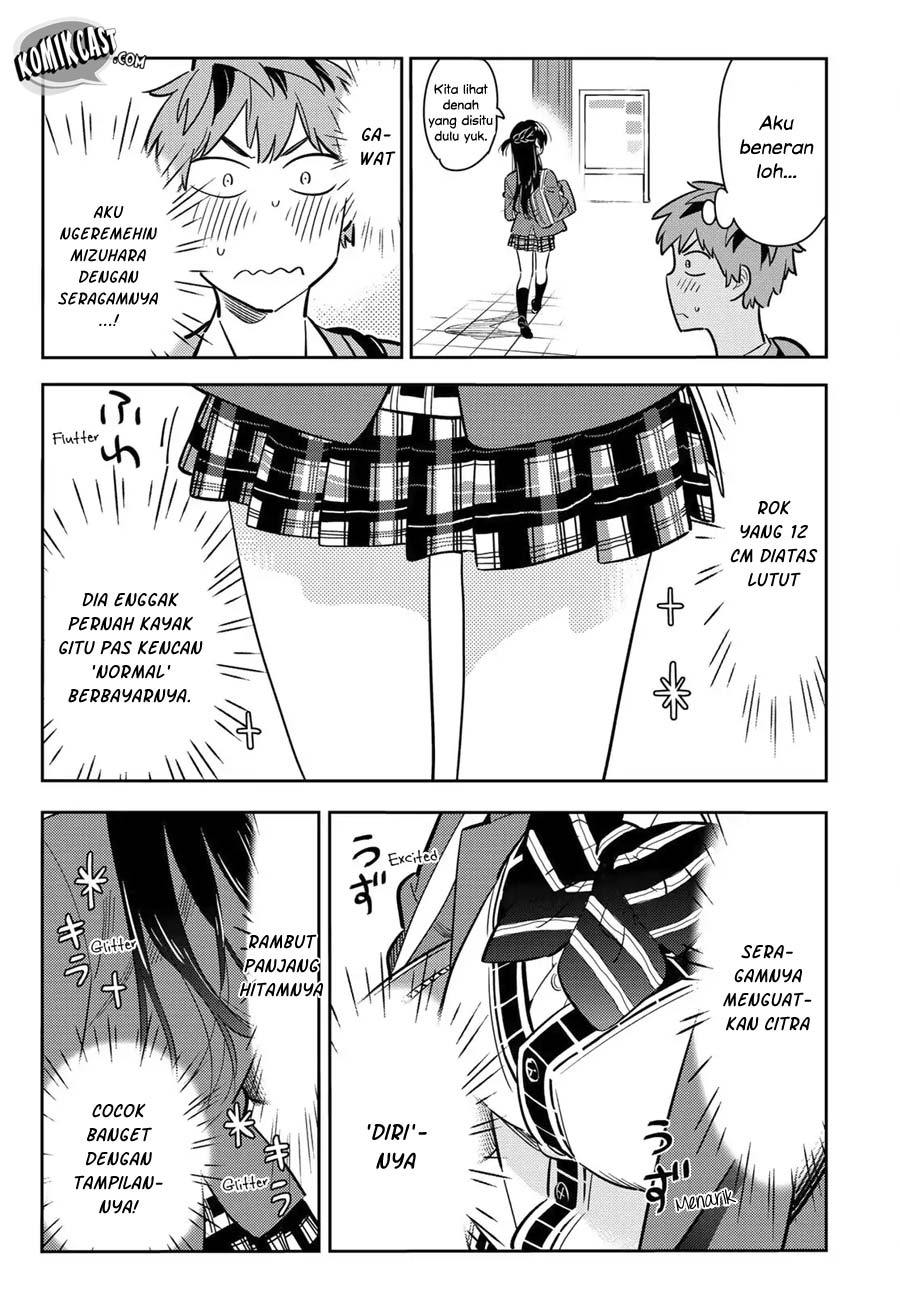 KOMIKCAST
.COM
Kita lihat
denah
yang disitu
dulu yuk.
Aku
beneran
loh...
GA-
WAT
AKU
NGEREMEHIN
MIZUHARA
DENGAN
SERAGAMNYA
...!
ふわ
Flutter
ROK
YANG 12
CM DIATAS
LUTUT
DIA ENGGAK
PERNAH KAYAK
GITU PAS KENCAN
'NORMAL'
BERBAYARNYA.
うず
Excited
SERA-
GAMNYA
MENGUAT-
KAN CITRA
'DIRI'-
NYA
うず
Menarik
RAMBUT
PANJANG
HITAMNYA
キラ
Glitter
COCOK
BANGET
DENGAN
TAMPILAN-
NYA!
キラ
Glitter